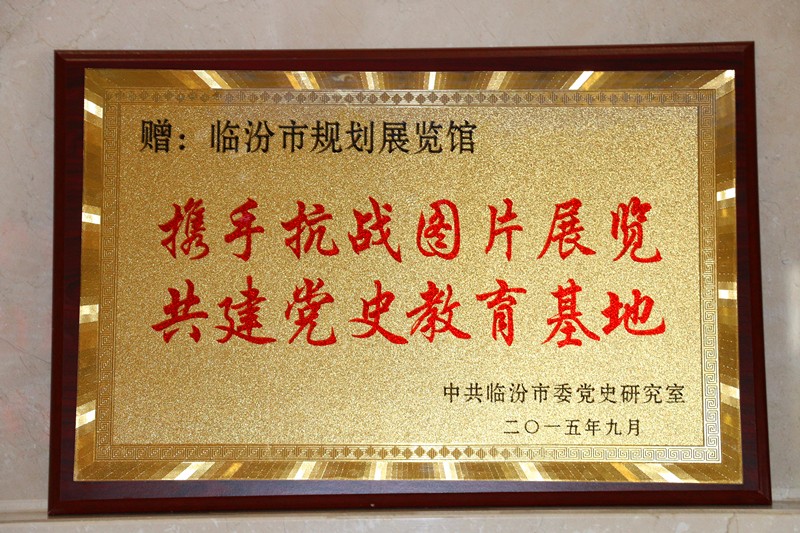 赠：临汾市规划展览馆
携手抗战图片展览
共建党史教育基地
中共临汾市委党史研究室
二〇一五年九月